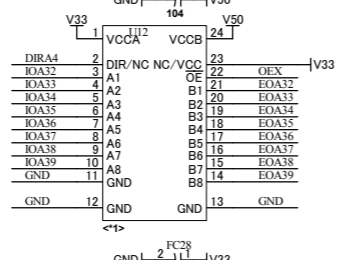 GND V50
104
V33 U12 V50
1 VCCA VCCB 24
DIRA4 2 DIR/NC NC/VCC 23 V33
IOA32 3 A1 OE 22 OEX
IOA33 4 A2 B1 21 EOA32
IOA34 5 A3 B2 20 EOA33
IOA35 6 A4 B3 19 EOA34
IOA36 7 A5 B4 18 EOA35
IOA37 8 A6 B5 17 EOA36
IOA38 9 A7 B6 16 EOA37
IOA39 10 A8 B7 15 EOA38
GND 11 GND B8 14 EOA39
GND 12 GND GND 13 GND
<*1>
FC28
GND 2 1 V33